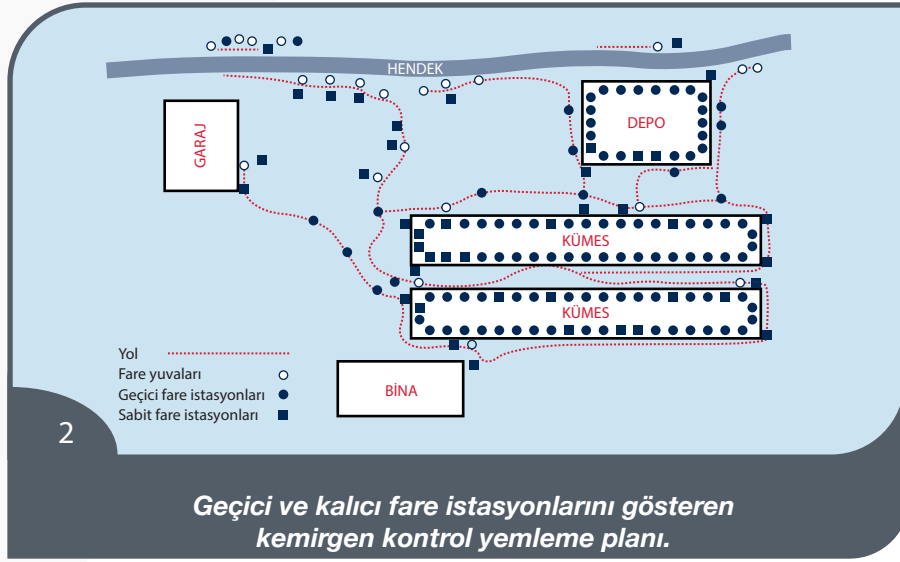 HENDEK
GARAJ
DEPO
KÜMES
KÜMES
BİNA
Yol
Fare yuvaları
Geçici fare istasyonları
Sabit fare istasyonları
2
Geçici ve kalıcı fare istasyonlarını gösteren
kemirgen kontrol yemleme planı.